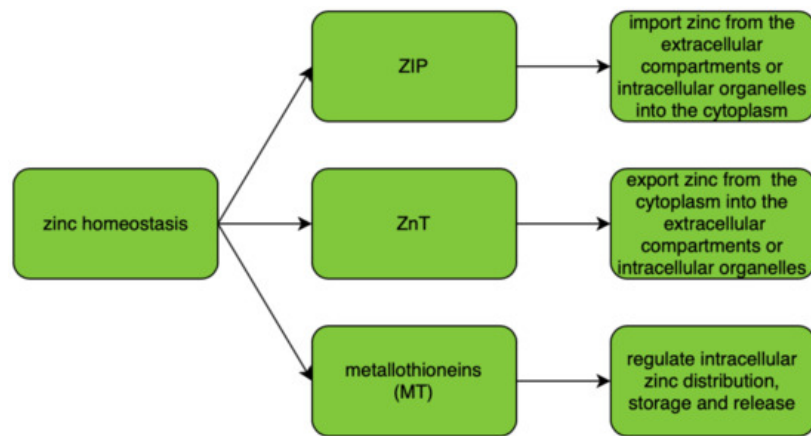 zinc homeostasis
ZIP
import zinc from the
extracellular
compartments or
intracellular organelles
into the cytoplasm
ZnT
export zinc from the
cytoplasm into the
extracellular
compartments or
intracellular organelles
metallothioneins
(MT)
regulate intracellular
zinc distribution,
storage and release